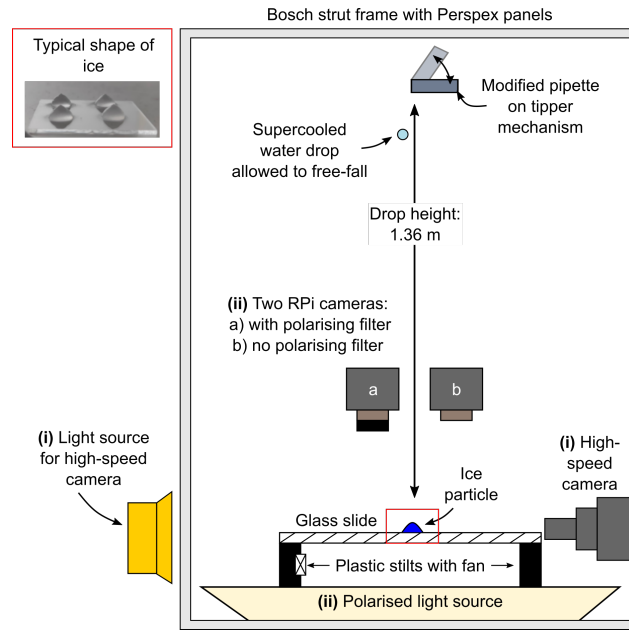 Bosch strut frame with Perspex panels
Typical shape of
ice
Modified pipette
on tipper
mechanism
Supercooled
water drop
allowed to free-fall
Drop height:
1.36 m
(ii) Two RPi cameras:
a) with polarising filter
b) no polarising filter
a
b
(i) Light source
for high-speed
camera
(i) High-
speed
camera
Ice
particle
Glass slide
Plastic stilts with fan
(ii) Polarised light source